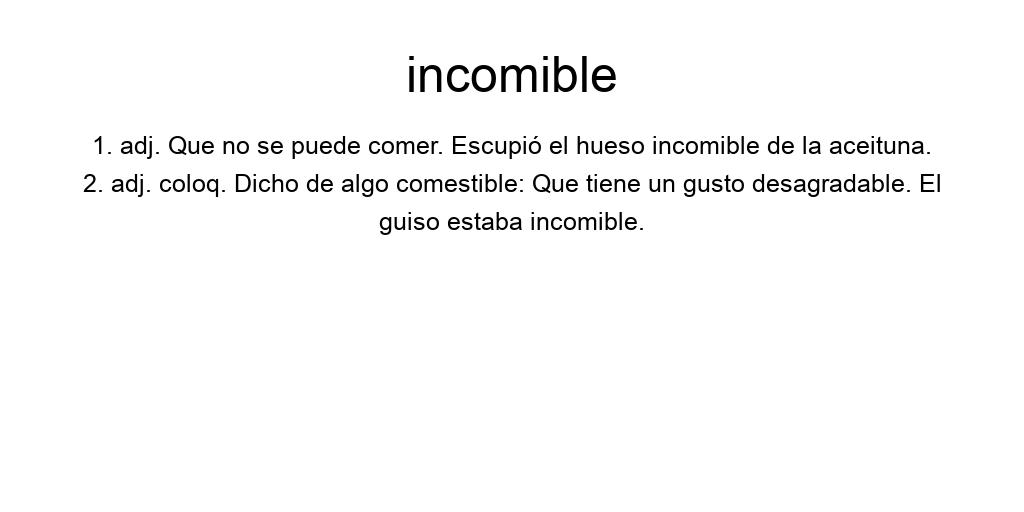 incomible
1. adj. Que no se puede comer. Escupió el hueso incomible de la aceituna.
2. adj. coloq. Dicho de algo comestible: Que tiene un gusto desagradable. El
guiso estaba incomible.